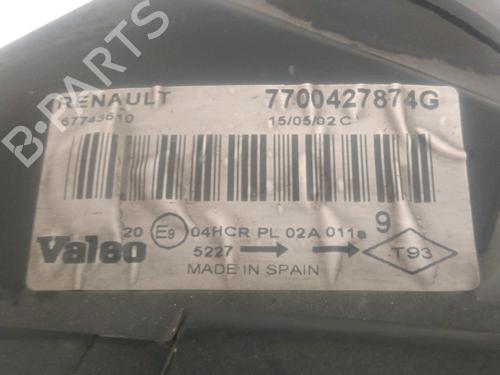 B-PARTS
RENAULT 7700427874G
67743610 15/05/02 C
20 E9 04HCR PL 02A 011a 9
Valeo 5227 T93
MADE IN SPAIN